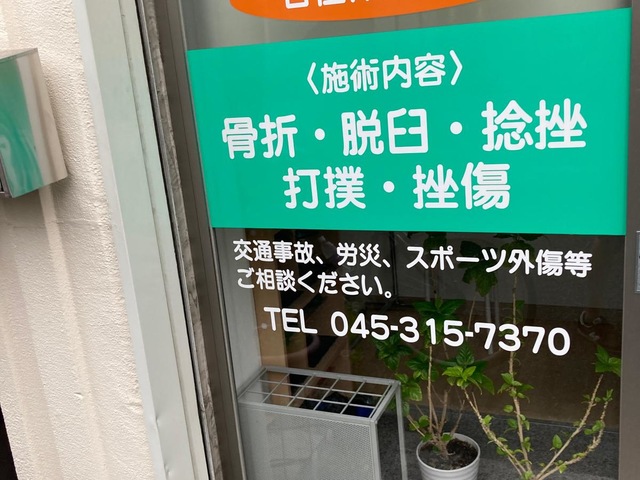 〈施術内容〉
骨折・脱臼・捻挫
打撲・挫傷
交通事故、労災、スポーツ外傷等
ご相談ください。
TEL 045-315-7370